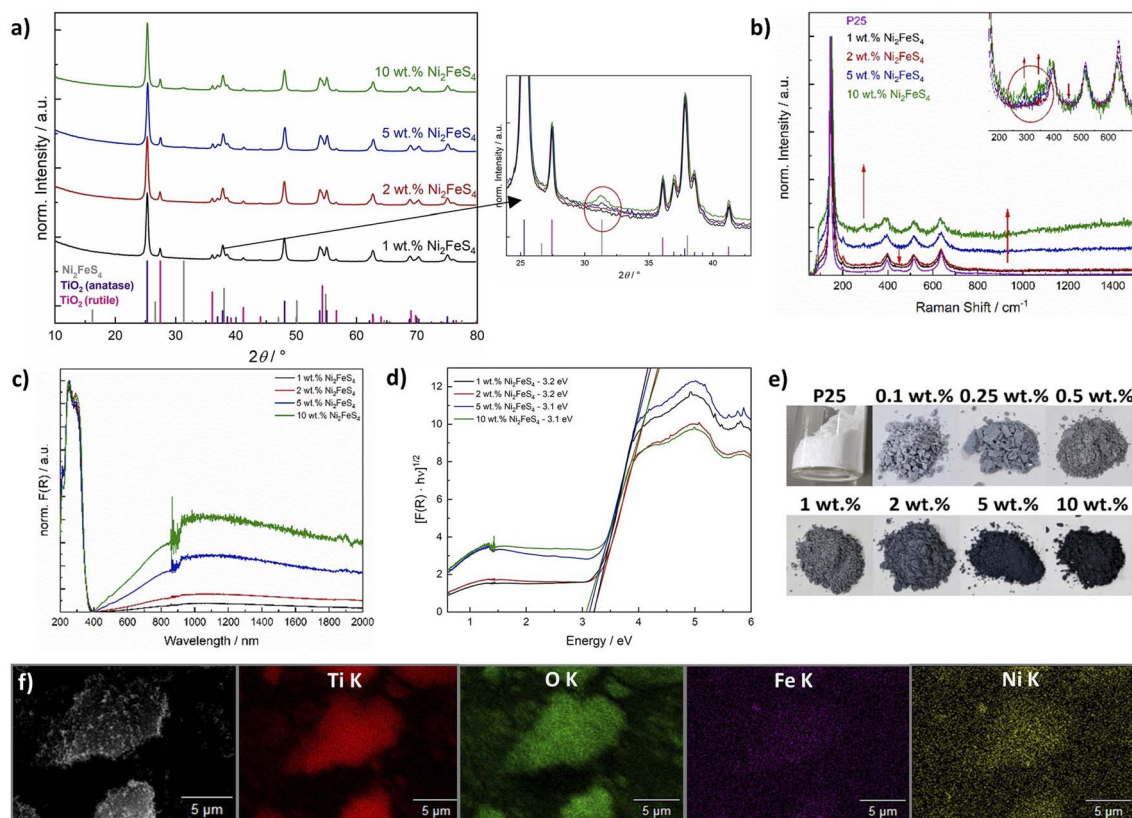 a)
norm. Intensity / a.u.
10 wt.% Ni₂FeS₄
5 wt.% Ni₂FeS₄
2 wt.% Ni₂FeS₄
1 wt.% Ni₂FeS₄
Ni₂FeS₄
TiO₂ (anatase)
TiO₂ (rutile)
10 20 30 40 50 60 70 80
2θ / °
norm. Intensity / a.u.
25 30 35 40
2θ / °
b)
P25
1 wt.% Ni₂FeS₄
2 wt.% Ni₂FeS₄
5 wt.% Ni₂FeS₄
10 wt.% Ni₂FeS₄
200 300 400 500 600
norm. Intensity / a.u.
200 400 600 800 1000 1200 1400
Raman Shift / cm⁻¹
c)
1 wt.% Ni₂FeS₄
2 wt.% Ni₂FeS₄
5 wt.% Ni₂FeS₄
10 wt.% Ni₂FeS₄
norm. F(R) / a.u.
200 400 600 800 1000 1200 1400 1600 1800 2000
Wavelength / nm
d)
1 wt.% Ni₂FeS₄ - 3.2 eV
2 wt.% Ni₂FeS₄ - 3.2 eV
5 wt.% Ni₂FeS₄ - 3.1 eV
10 wt.% Ni₂FeS₄ - 3.1 eV
[F(R) · hν]¹/²
12
10
8
6
4
2
0
1 2 3 4 5 6
Energy / eV
e)
P25 0.1 wt.% 0.25 wt.% 0.5 wt.%
1 wt.% 2 wt.% 5 wt.% 10 wt.%
f)
Ti K O K Fe K Ni K
5 µm 5 µm 5 µm 5 µm 5 µm